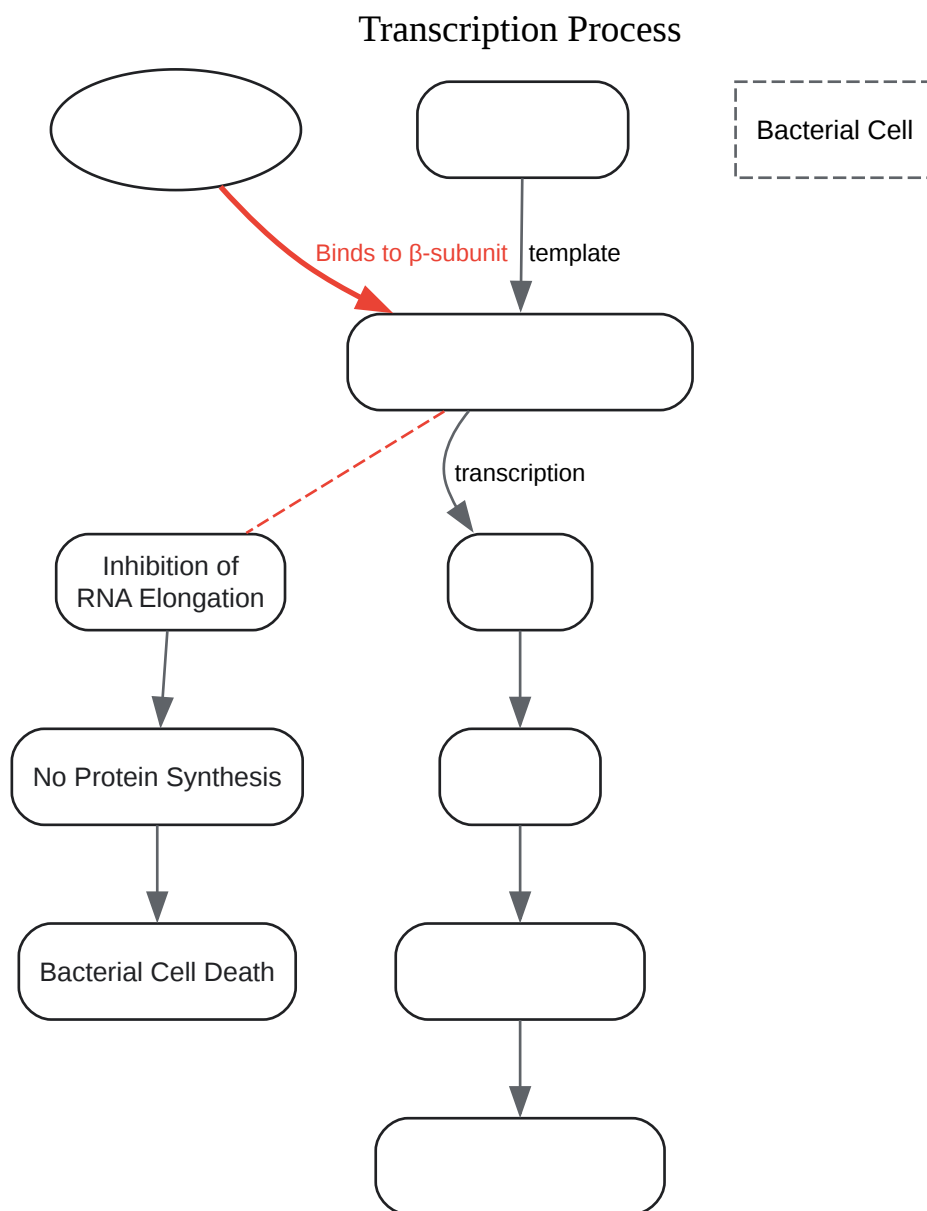 Transcription Process
Bacterial Cell
Binds to β-subunit
template
transcription
Inhibition of
RNA Elongation
No Protein Synthesis
Bacterial Cell Death